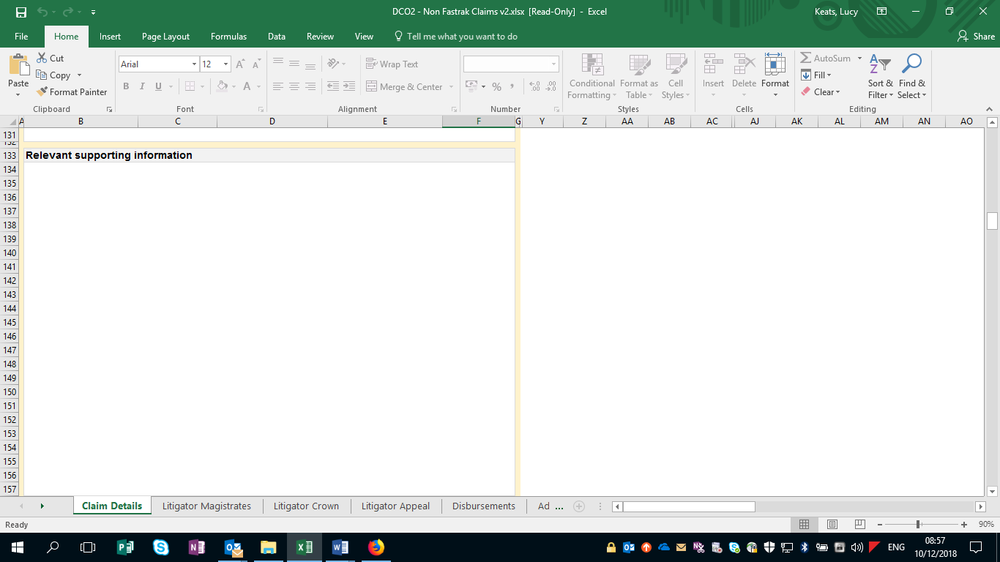 DCO2 - Non Fastrak Claims v2.xlsx [Read-Only] - Excel
Keats, Lucy
File Home Insert Page Layout Formulas Data Review View Tell me what you want to do Share
Paste
Cut
Copy
Format Painter
Clipboard
Arial 12
B I U
Font
Wrap Text
Merge & Center
Alignment
%
Number
Conditional Formatting
Format as Table
Cell Styles
Styles
Insert Delete Format
Cells
AutoSum
Fill
Clear
Sort & Filter
Find & Select
Editing
A B C D E F G Y Z AA AB AC AJ AK AL AM AN AO
131
132
133 Relevant supporting information
134
135
136
137
138
139
140
141
142
143
144
145
146
147
148
149
150
151
152
153
154
155
156
157
Claim Details Litigator Magistrates Litigator Crown Litigator Appeal Disbursements Ad ...
Ready
90%
ENG
08:57
10/12/2018